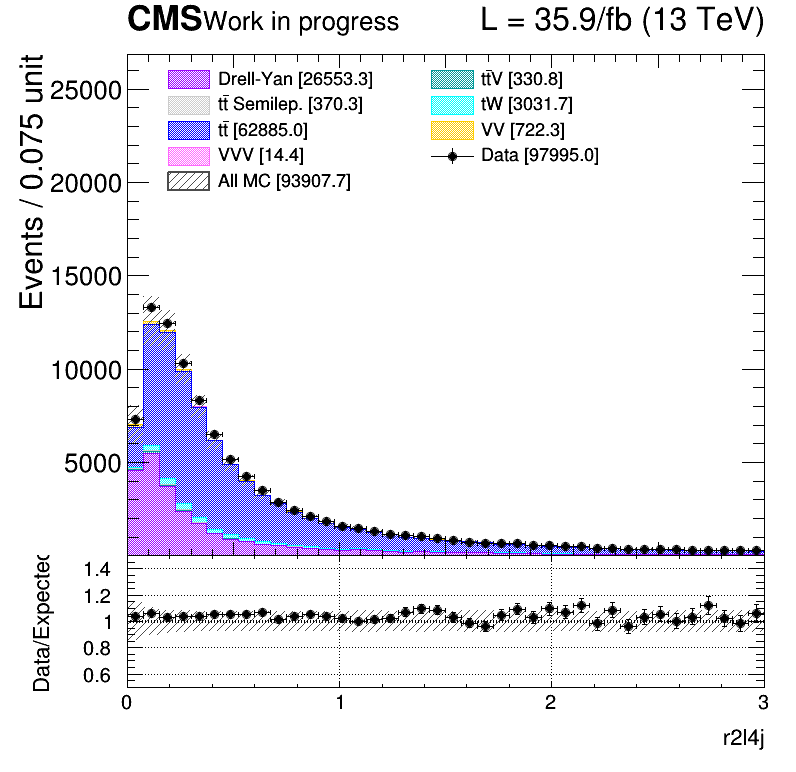 CMS Work in progress L = 35.9/fb (13 TeV)
Events / 0.075 unit
25000
20000
15000
10000
5000
Drell-Yan [26553.3]
tt̄ Semilep. [370.3]
tt̄ [62885.0]
VVV [14.4]
All MC [93907.7]
tt̄V [330.8]
tW [3031.7]
VV [722.3]
Data [97995.0]
Data/Expected
1.4
1.2
1
0.8
0.6
0 1 2 3
r2l4j